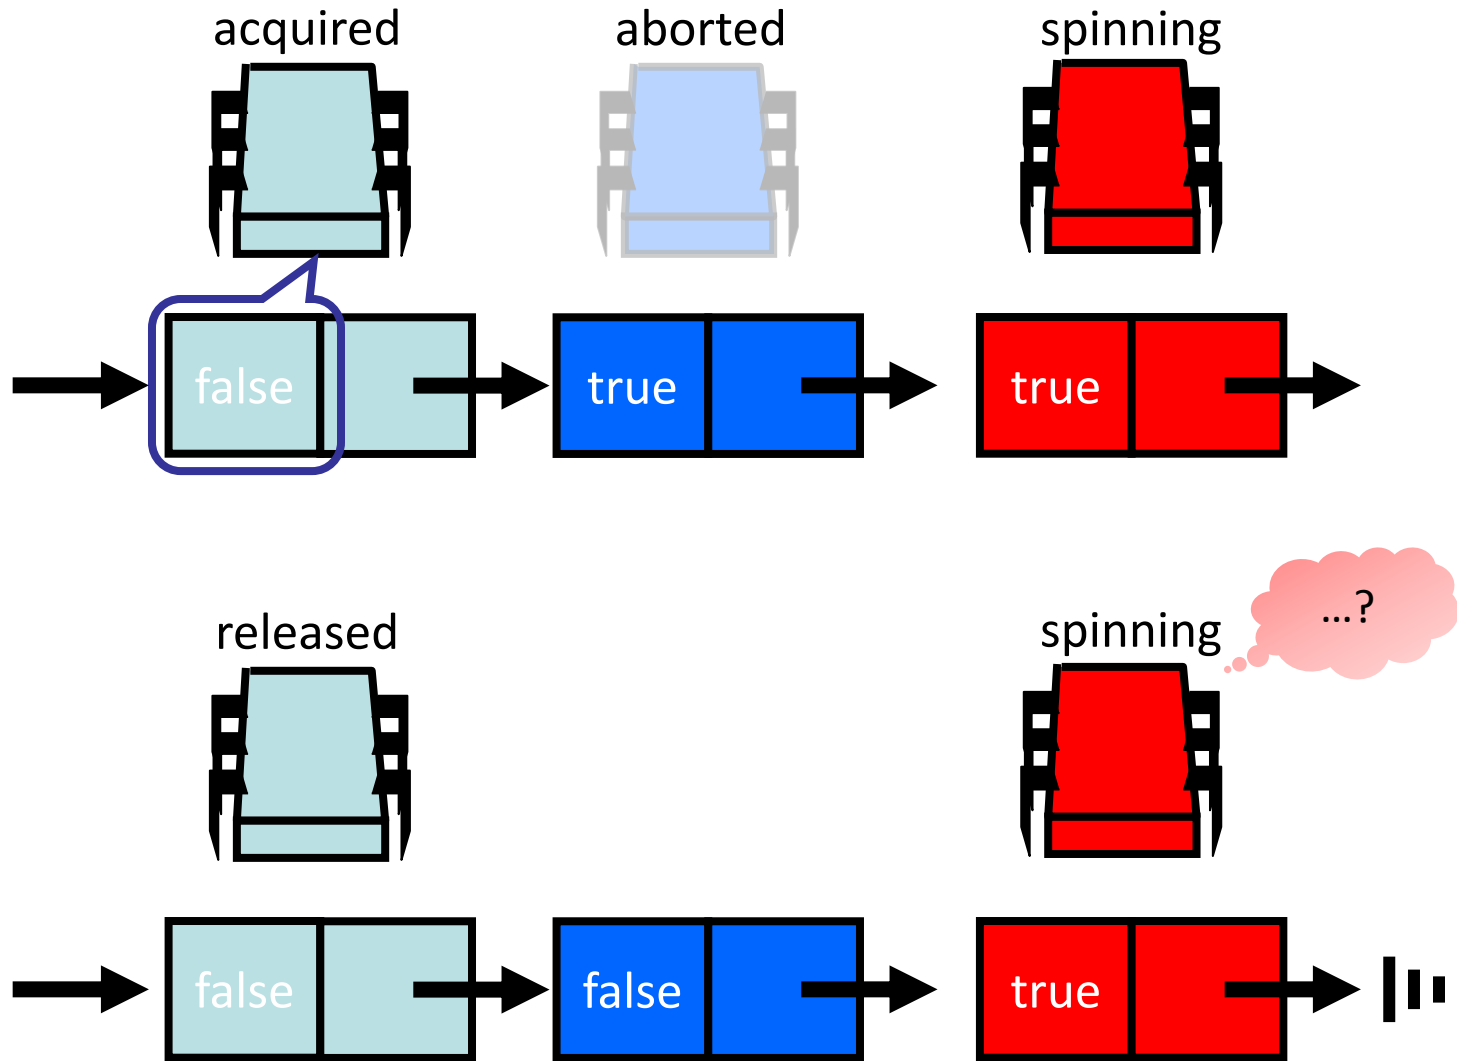 acquired
aborted
spinning
false
true
true
released
spinning
...?
false
false
true